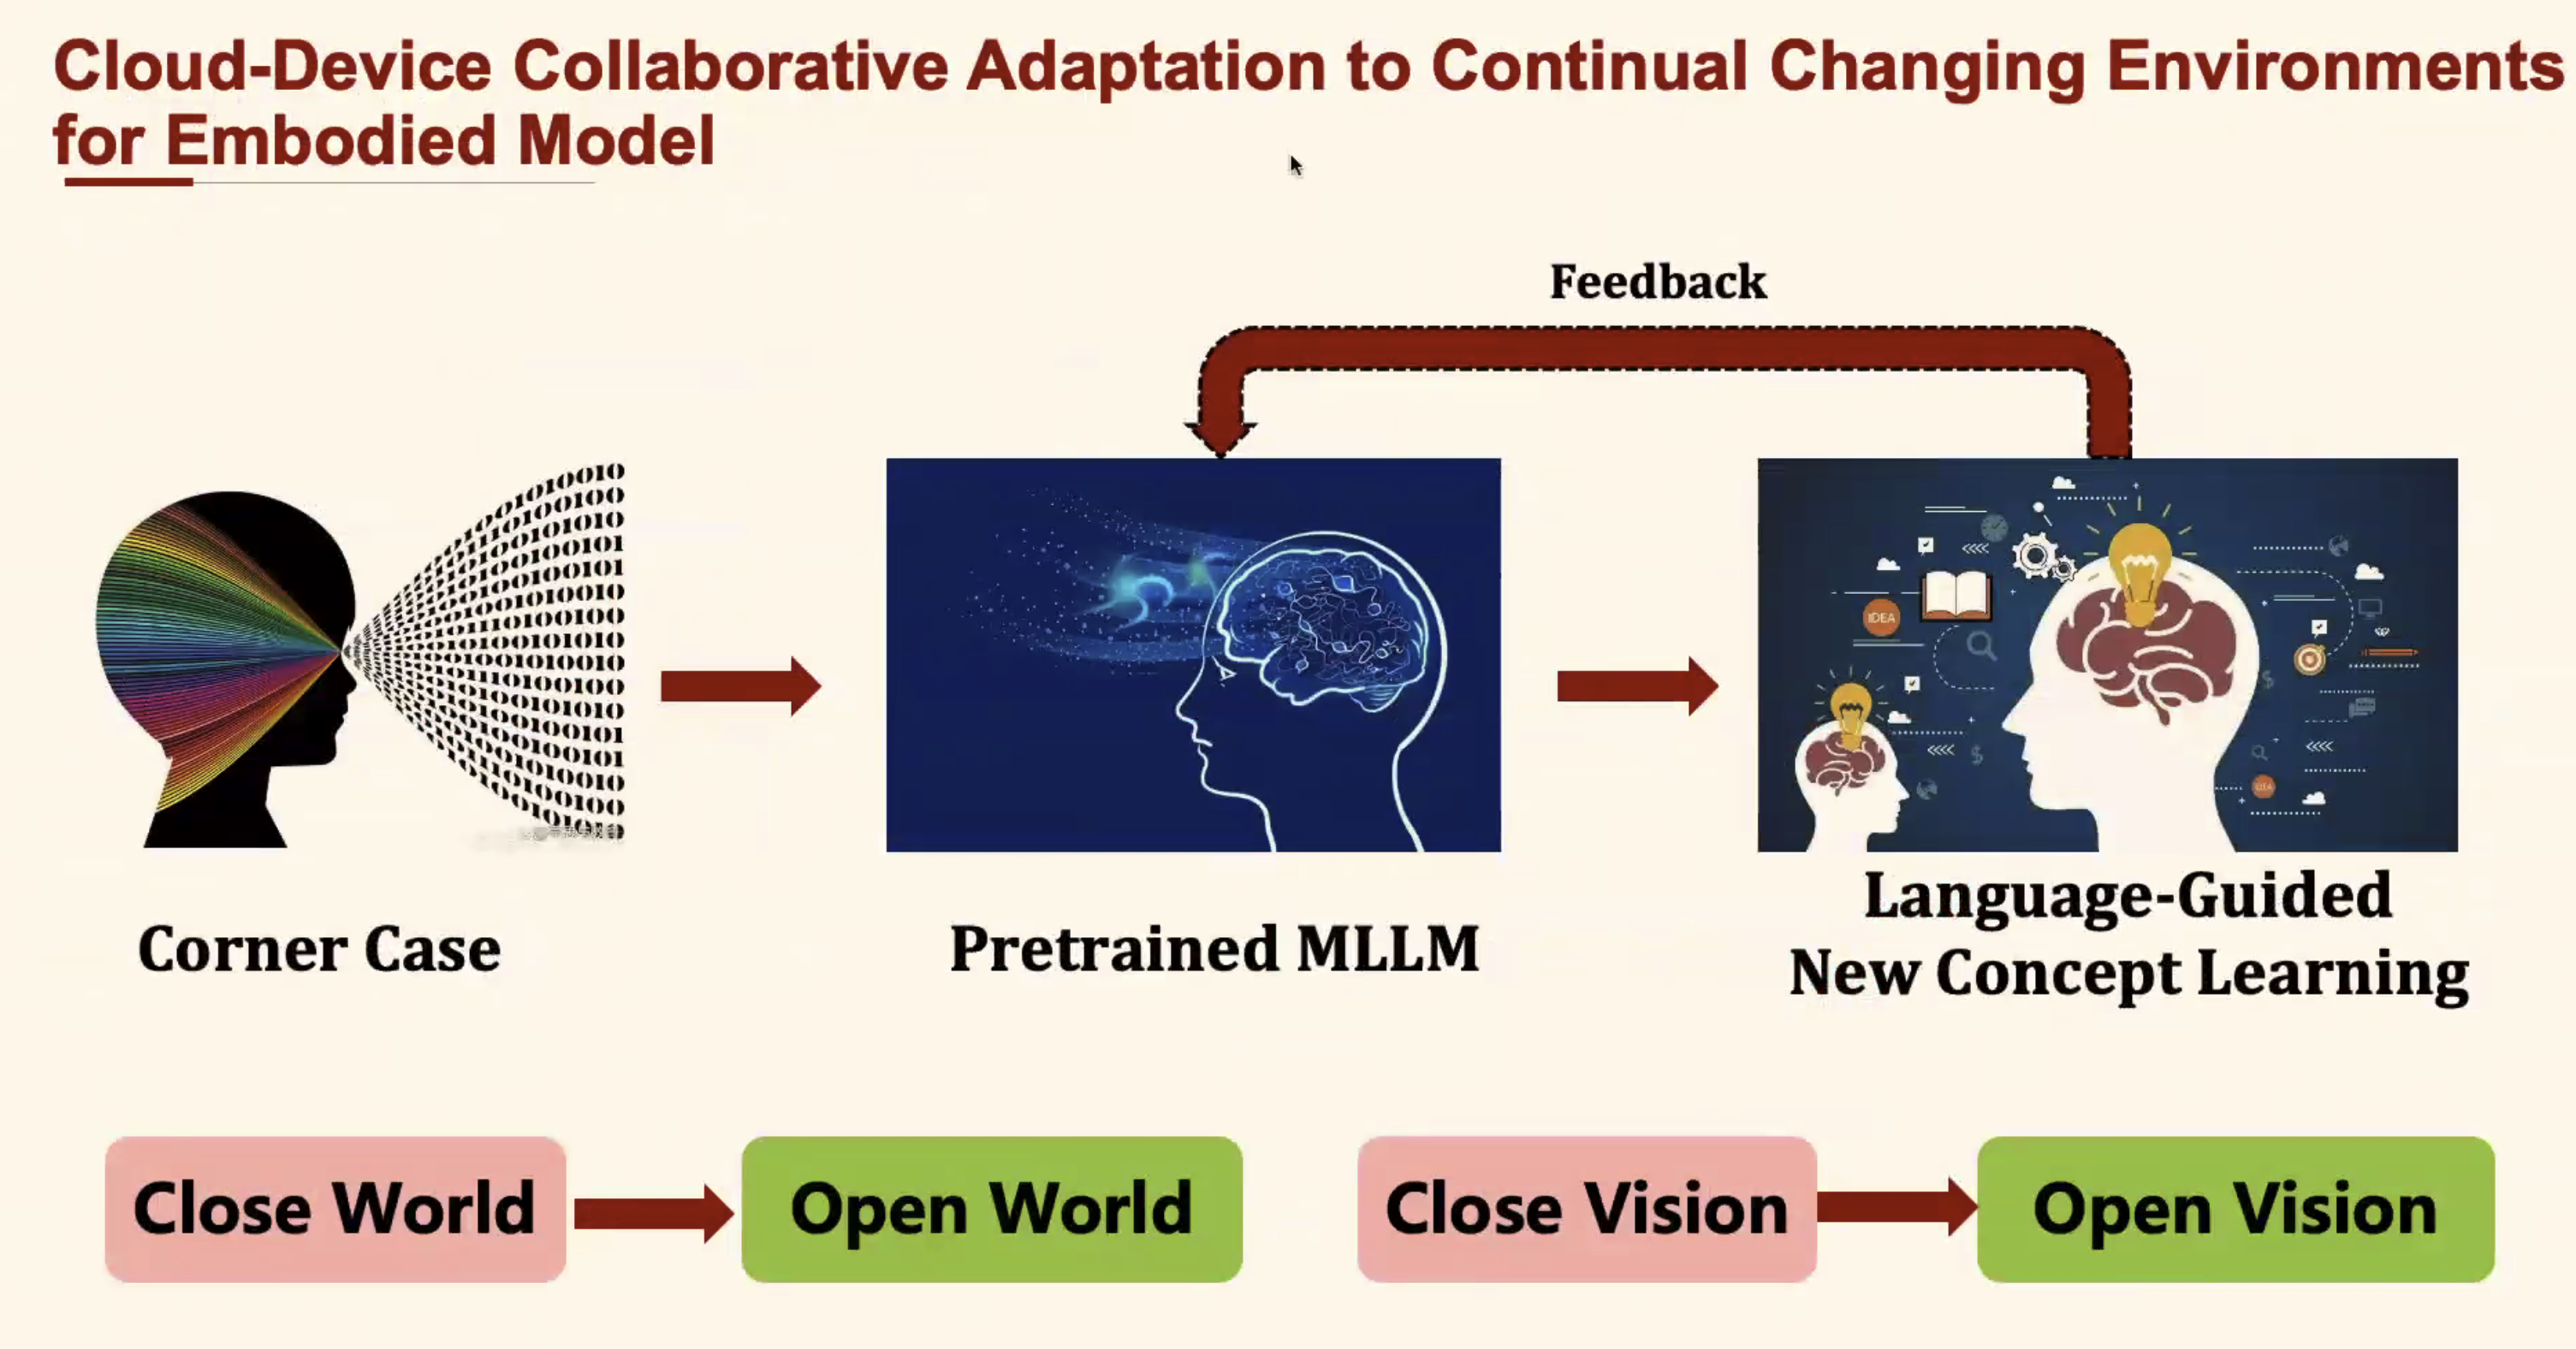 Cloud-Device Collaborative Adaptation to Continual Changing Environments
for Embodied Model
Feedback
IDEA
Corner Case
Pretrained MLLM
Language-Guided
New Concept Learning
Close World
Open World
Close Vision
Open Vision